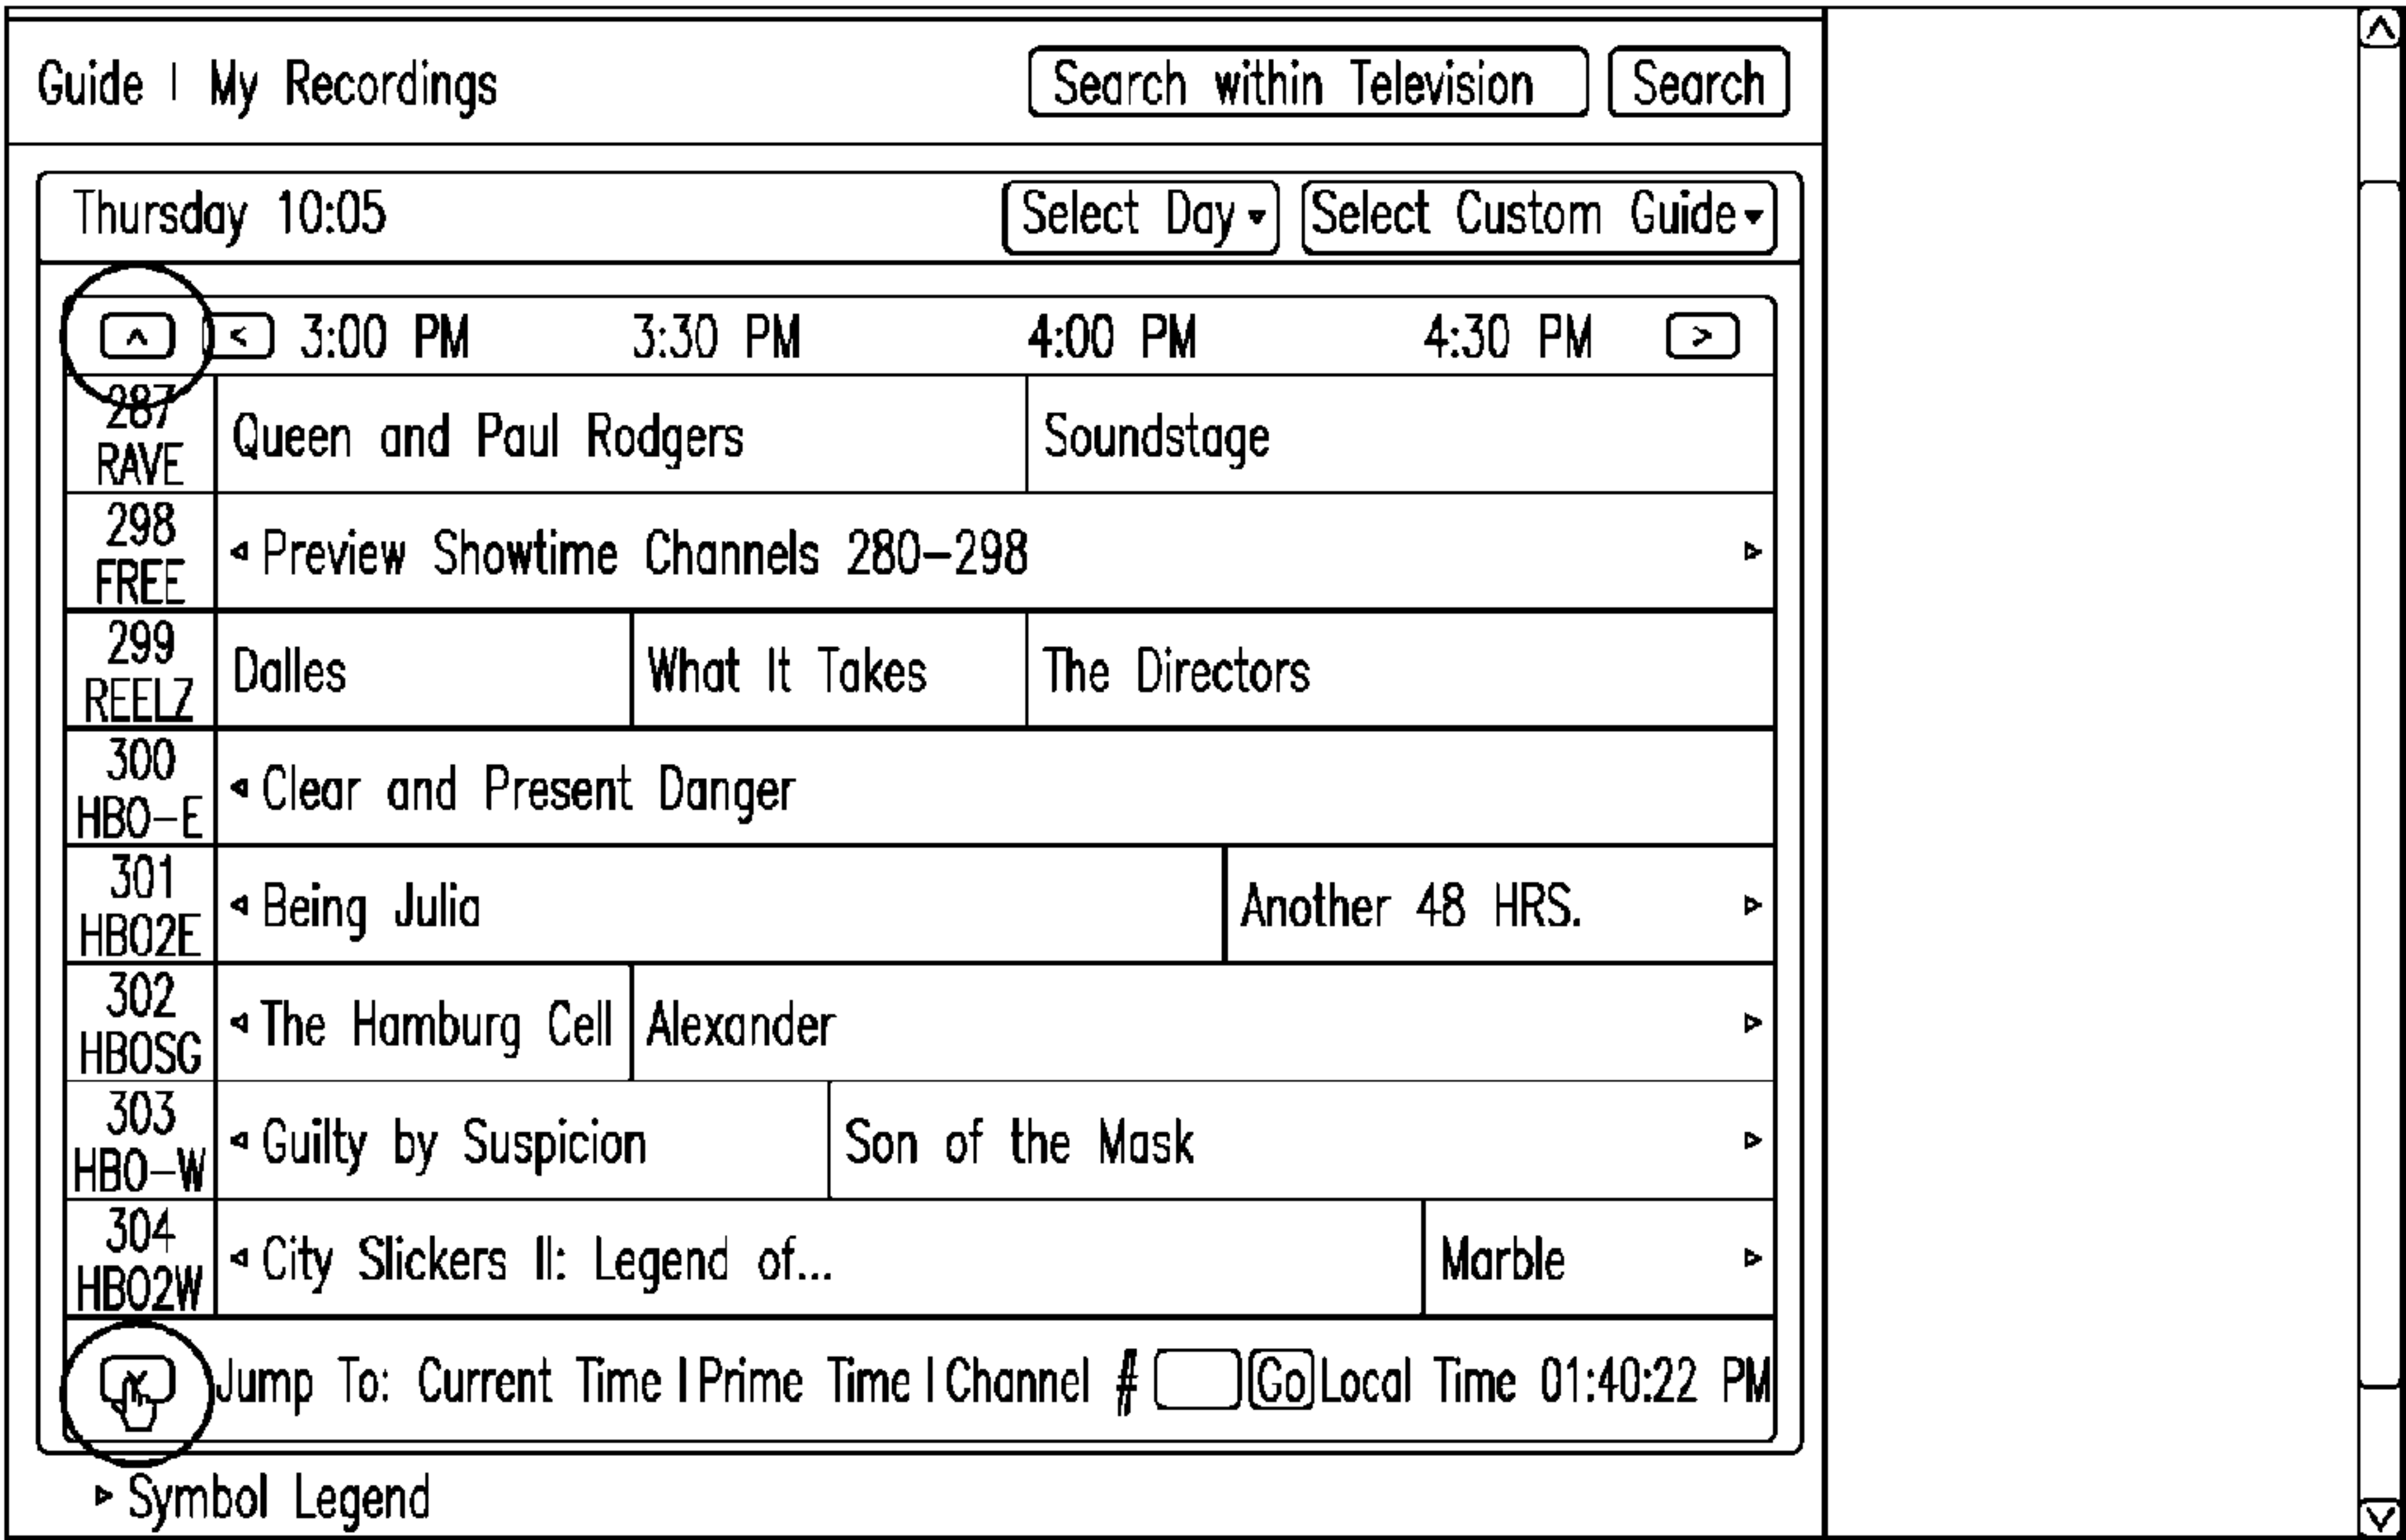 Guide | My Recordings Search within Television Search
Thursday 10:05 Select Day Select Custom Guide
^ < 3:00 PM 3:30 PM 4:00 PM 4:30 PM >
287
RAVE
Queen and Paul Rodgers Soundstage
298
FREE
Preview Showtime Channels 280-298
299
REELZ
Dalles What It Takes The Directors
300
HBO-E
Clear and Present Danger
301
HBO2E
Being Julia Another 48 HRS.
302
HBOSG
The Hamburg Cell Alexander
303
HBO-W
Guilty by Suspicion Son of the Mask
304
HBO2W
City Slickers II: Legend of... Marble
Jump To: Current Time | Prime Time | Channel # Go Local Time 01:40:22 PM
Symbol Legend